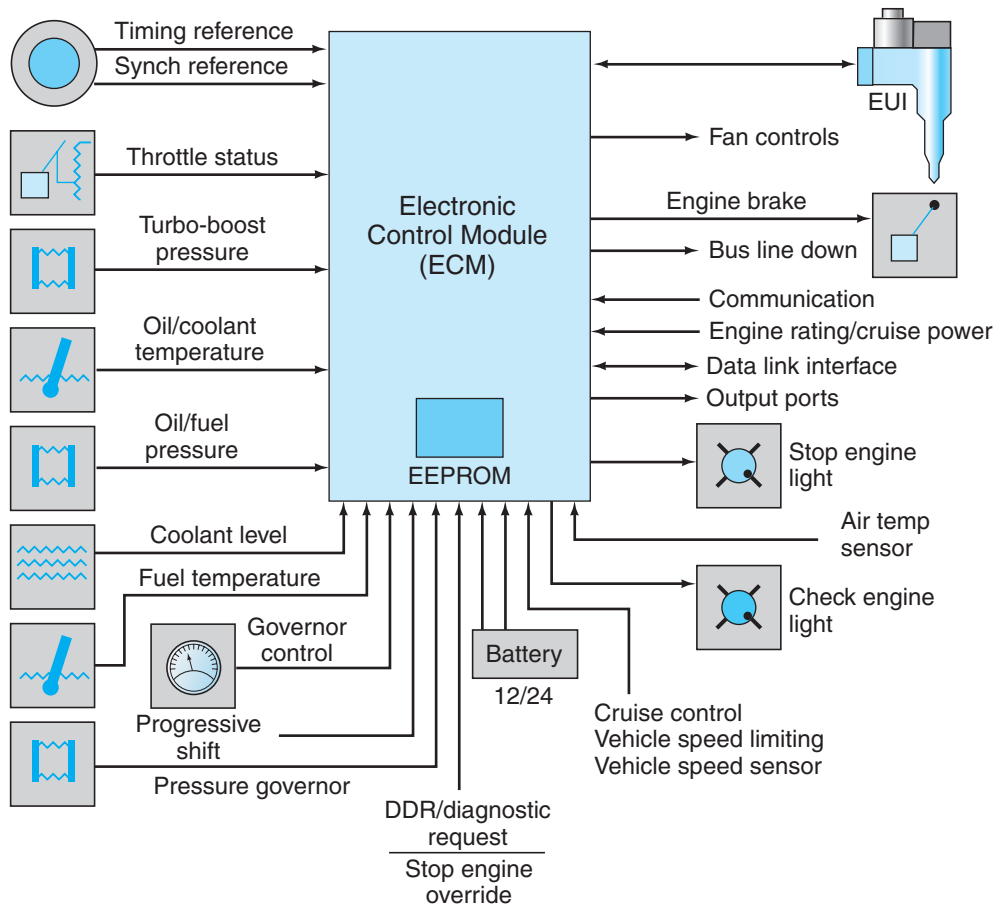 Timing reference
Synch reference
Throttle status
Turbo-boost
pressure
Oil/coolant
temperature
Oil/fuel
pressure
Coolant level
Fuel temperature
Governor
control
Progressive
shift
Pressure governor
Electronic
Control Module
(ECM)
EEPROM
EUI
Fan controls
Engine brake
Bus line down
Communication
Engine rating/cruise power
Data link interface
Output ports
Stop engine
light
Air temp
sensor
Check engine
light
Battery
12/24
Cruise control
Vehicle speed limiting
Vehicle speed sensor
DDR/diagnostic
request
Stop engine
override